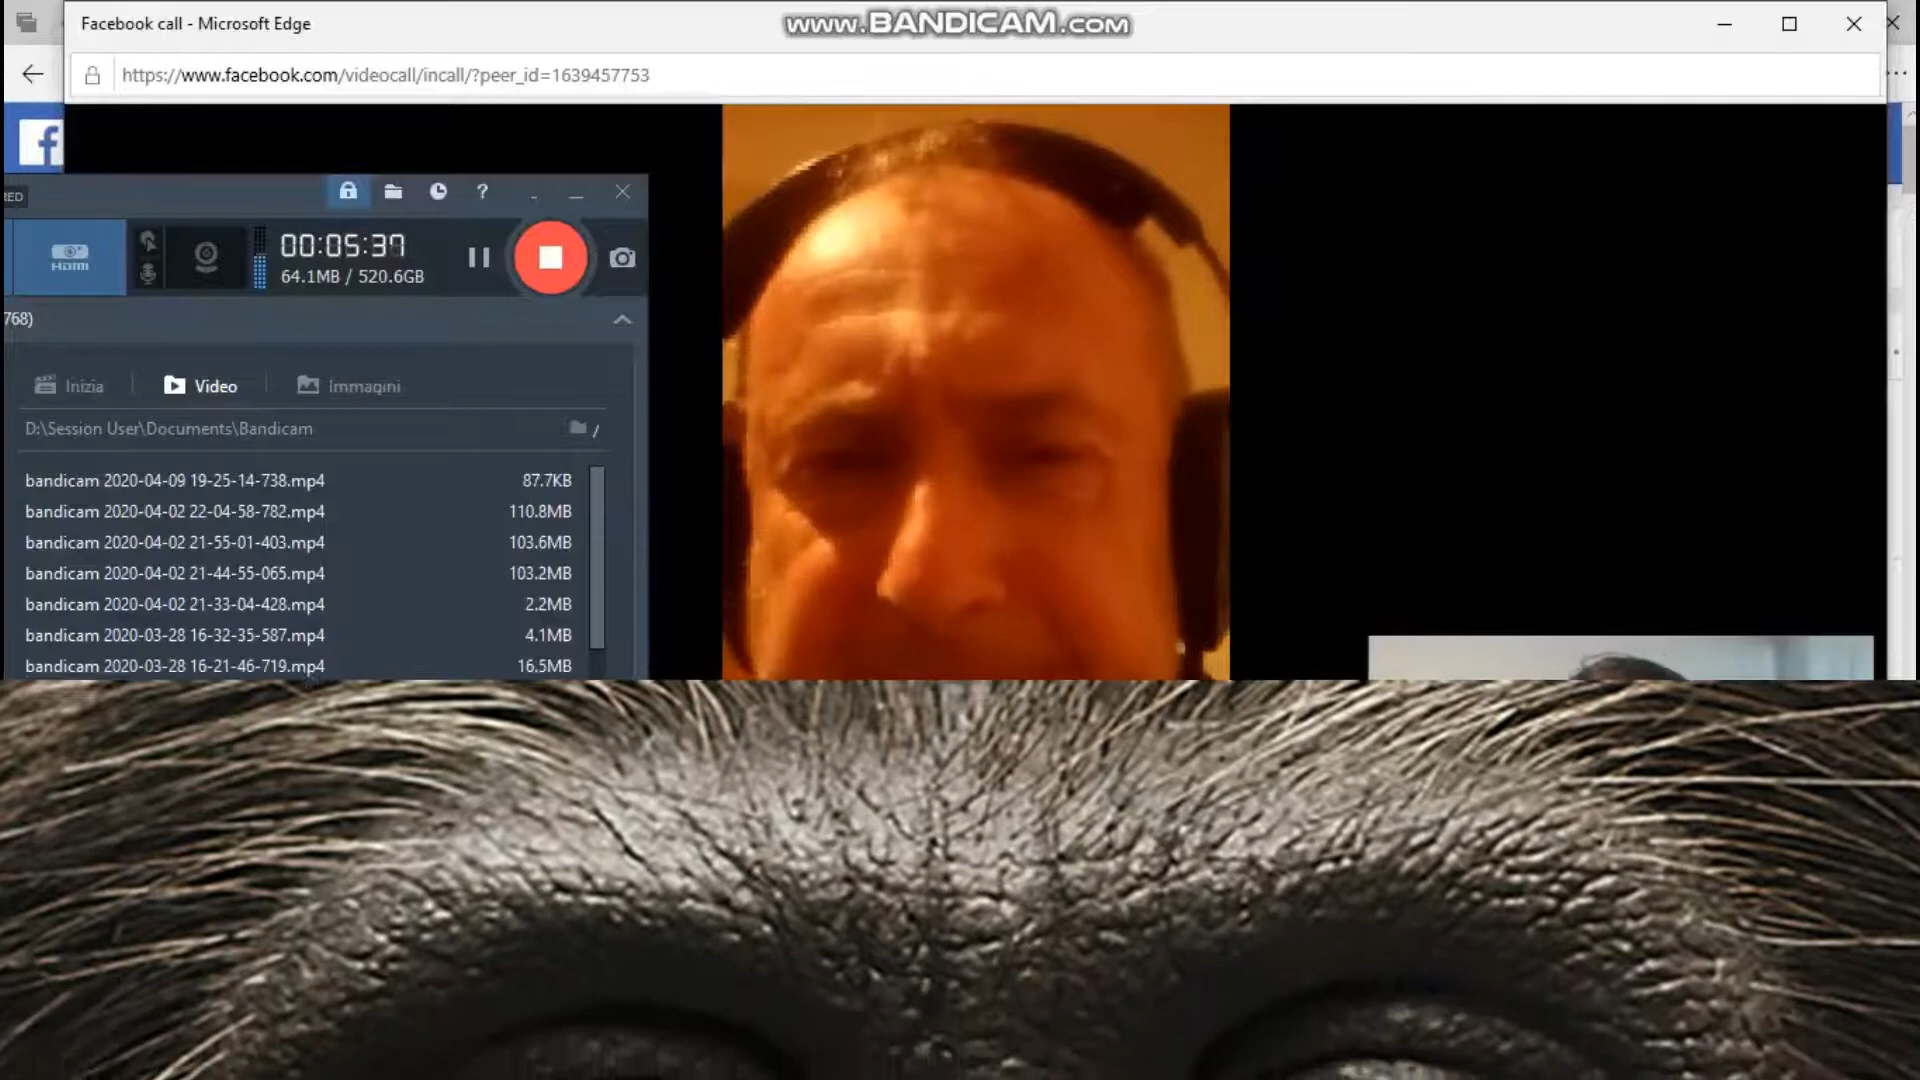 Facebook call - Microsoft Edge
www.BANDICAM.com
https://www.facebook.com/videocall/incall/?peer_id=1639457753
f
?
00:05:37
HDMI
64.1MB / 520.6GB
768)
Inizia
Video
Immagini
D:\Session User\Documents\Bandicam
/
bandicam 2020-04-09 19-25-14-738.mp4 87.7KB
bandicam 2020-04-02 22-04-58-782.mp4 110.8MB
bandicam 2020-04-02 21-55-01-403.mp4 103.6MB
bandicam 2020-04-02 21-44-55-065.mp4 103.2MB
bandicam 2020-04-02 21-33-04-428.mp4 2.2MB
bandicam 2020-03-28 16-32-35-587.mp4 4.1MB
bandicam 2020-03-28 16-21-46-719.mp4 16.5MB